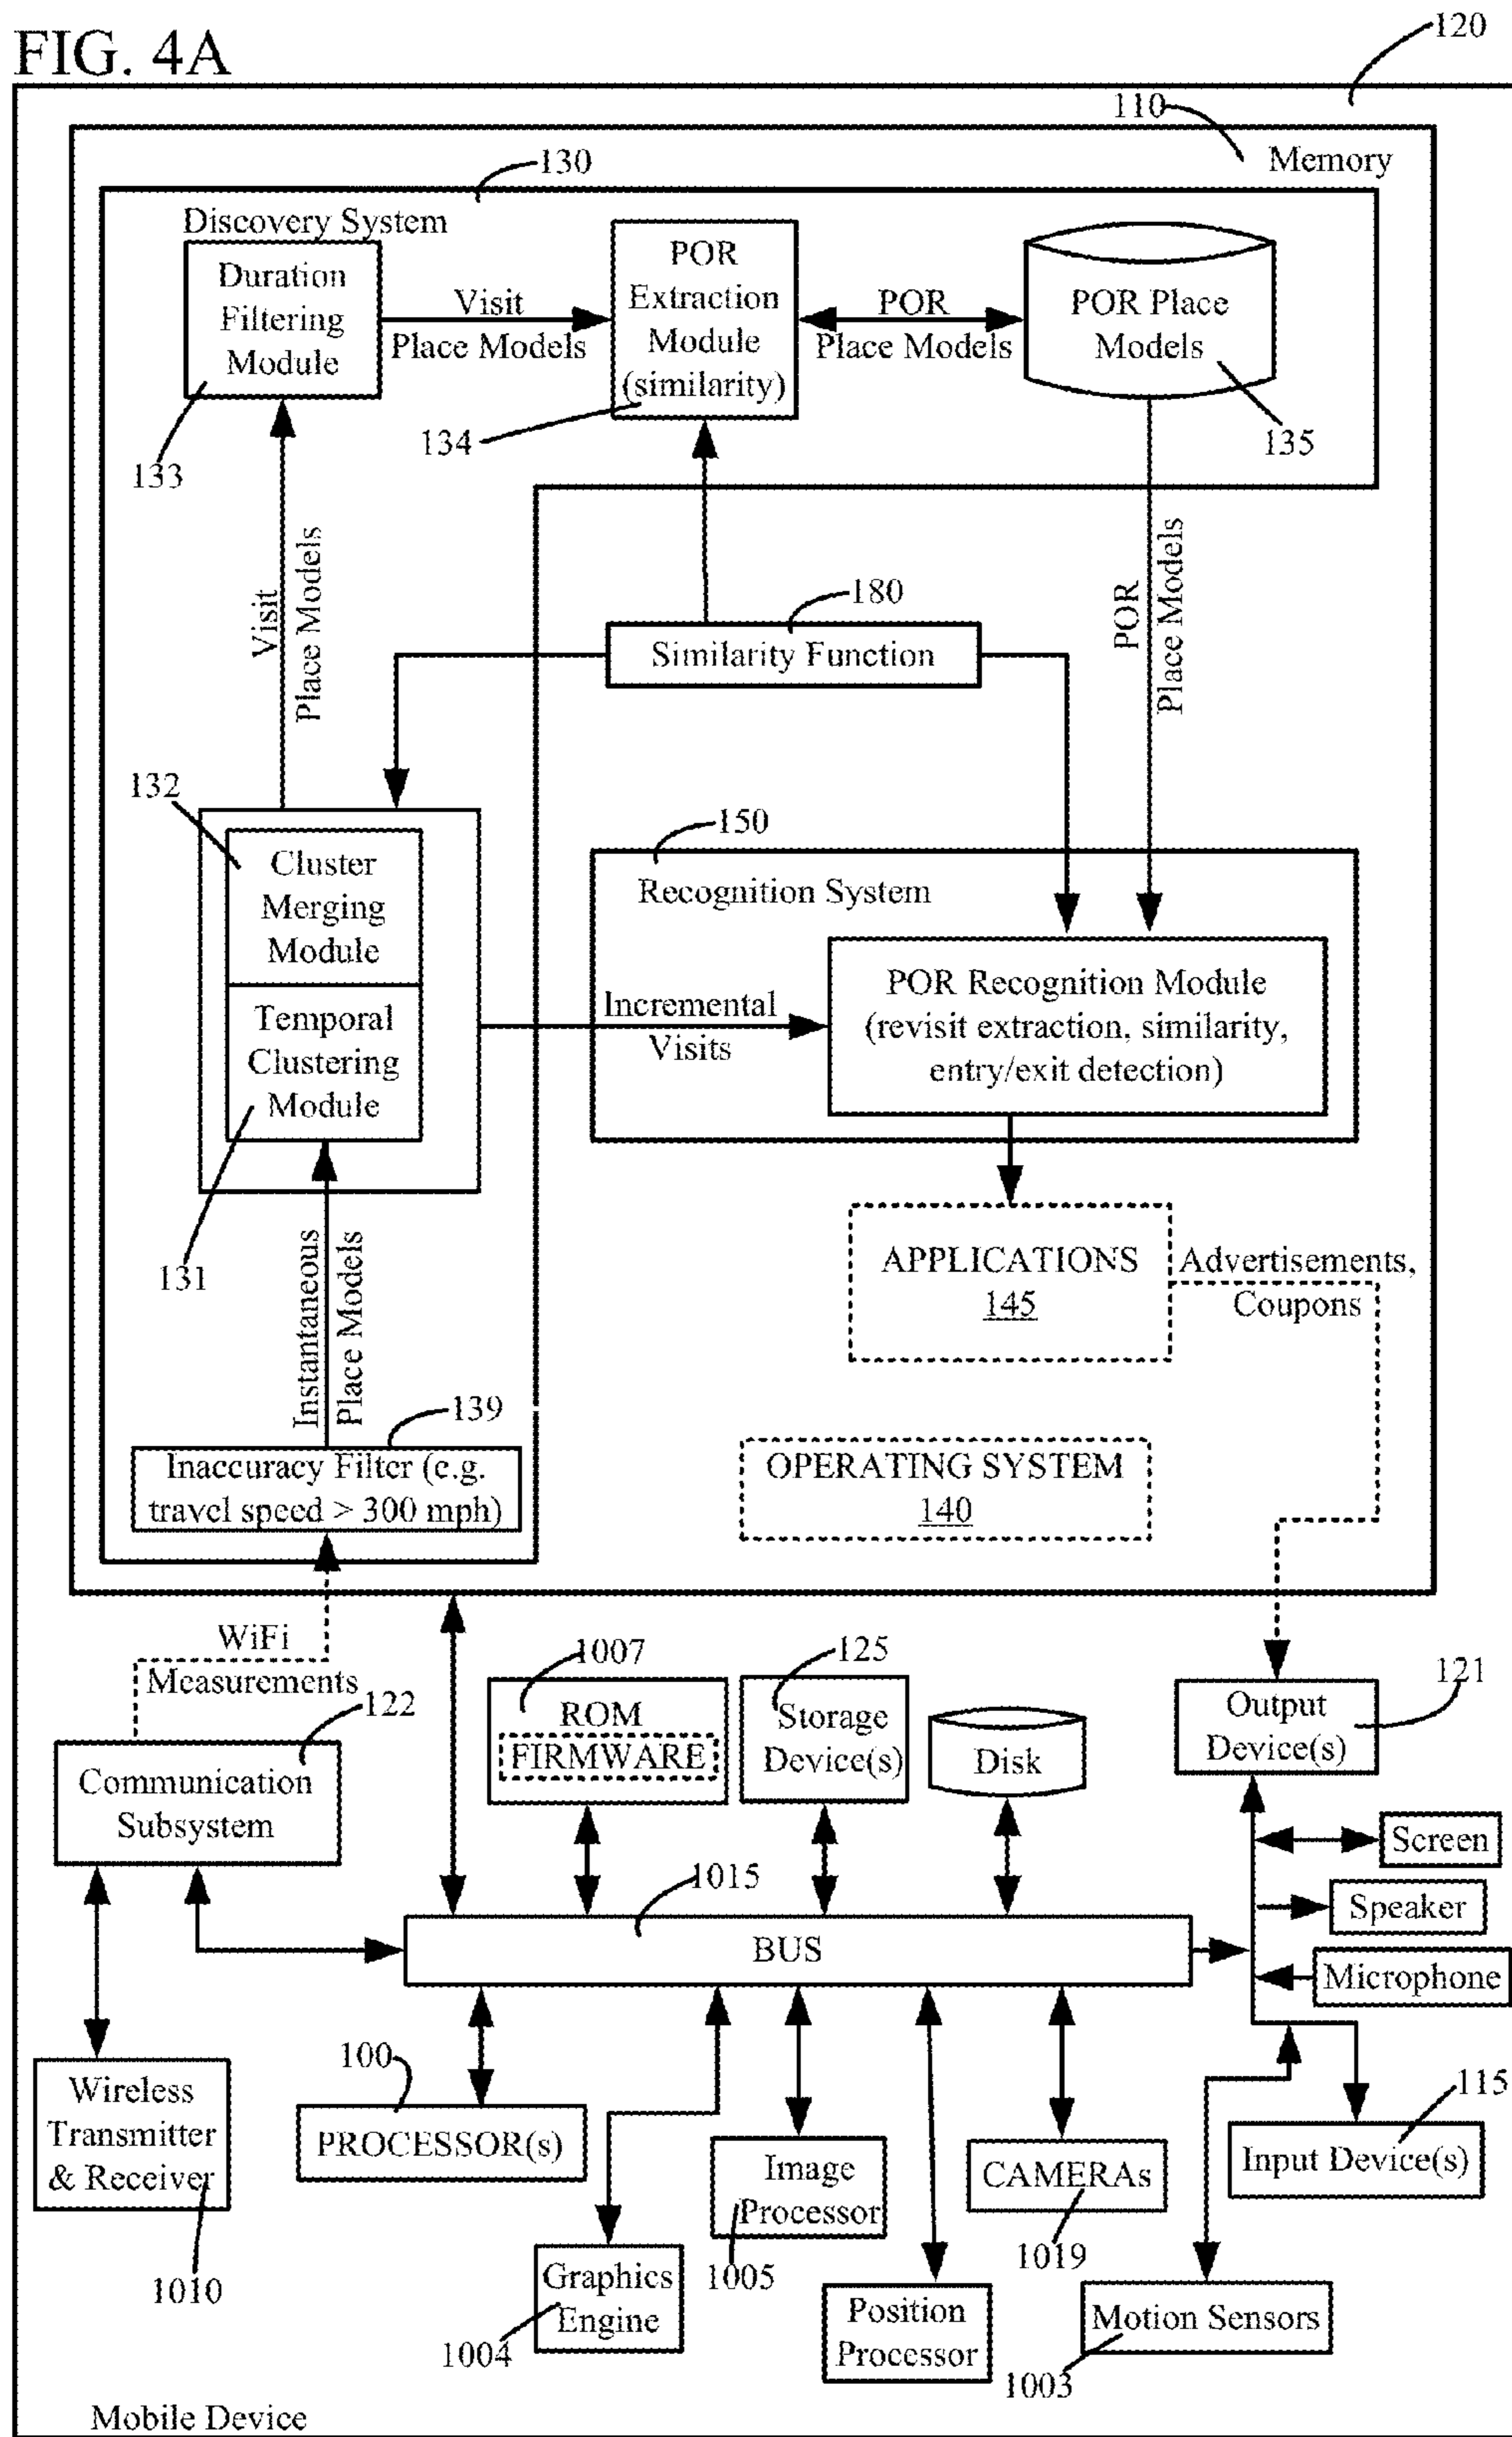 FIG. 4A
120
110
Memory
130
Discovery System
Duration
Filtering
Module
133
Visit
Place Models
POR
Extraction
Module
(similarity)
134
POR
Place Models
POR Place
Models
135
Visit
Place Models
POR
Place Models
180
Similarity Function
132
Cluster
Merging
Module
Temporal
Clustering
Module
131
150
Recognition System
Incremental
Visits
POR Recognition Module
(revisit extraction, similarity,
entry/exit detection)
Instantaneous
Place Models
APPLICATIONS
145
Advertisements,
Coupons
139
Inaccuracy Filter (e.g.
travel speed > 300 mph)
OPERATING SYSTEM
140
WiFi
Measurements
122
Communication
Subsystem
1007
ROM
FIRMWARE
125
Storage
Device(s)
Disk
121
Output
Device(s)
Screen
Speaker
Microphone
1015
BUS
Wireless
Transmitter
& Receiver
1010
100
PROCESSOR(s)
Graphics
Engine
1004
Image
Processor
1005
Position
Processor
CAMERAs
1019
115
Input Device(s)
Motion Sensors
1003
Mobile Device